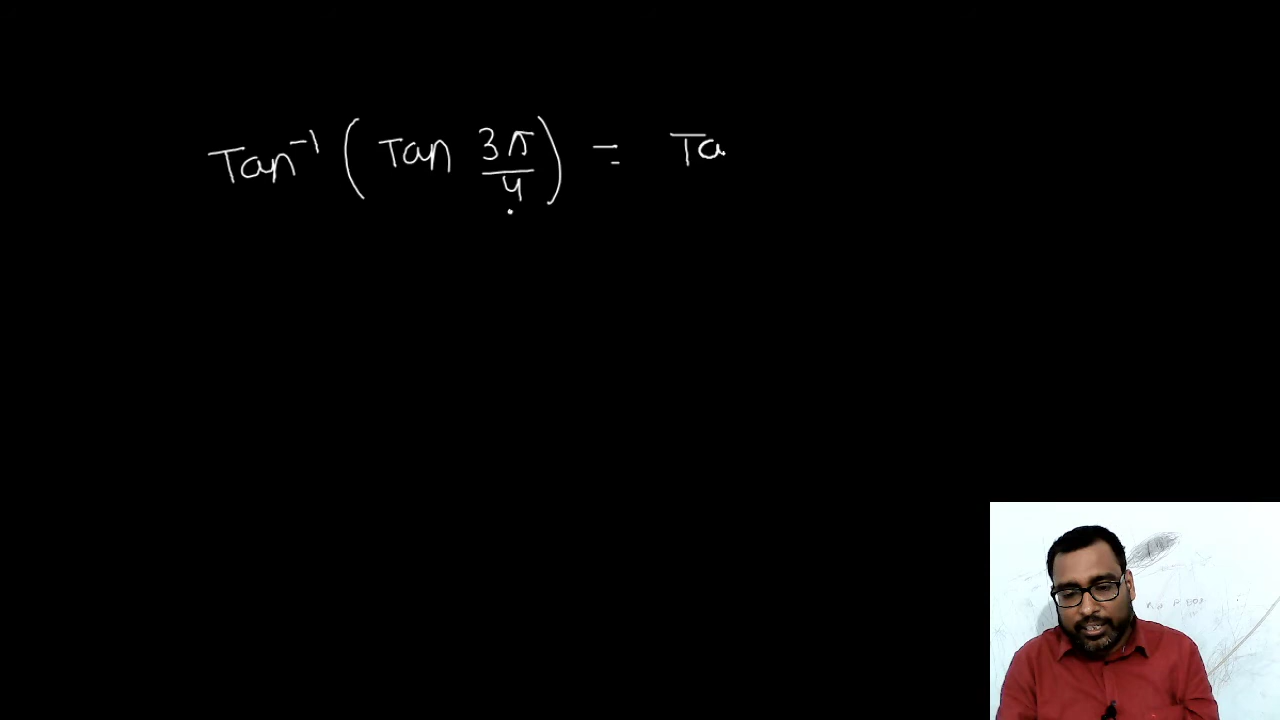 Tan⁻¹ ( Tan 3π/4 ) = Ta